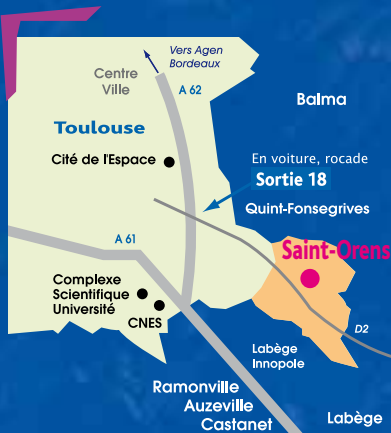 Vers Agen
Bordeaux
Centre
Ville
A 62
Balma
Toulouse
Cité de l'Espace
En voiture, rocade
Sortie 18
Quint-Fonsegrives
A 61
Saint-Orens
Complexe
Scientifique
Université
CNES
D2
Labège
Innopole
Ramonville
Auzeville
Castanet
Labège